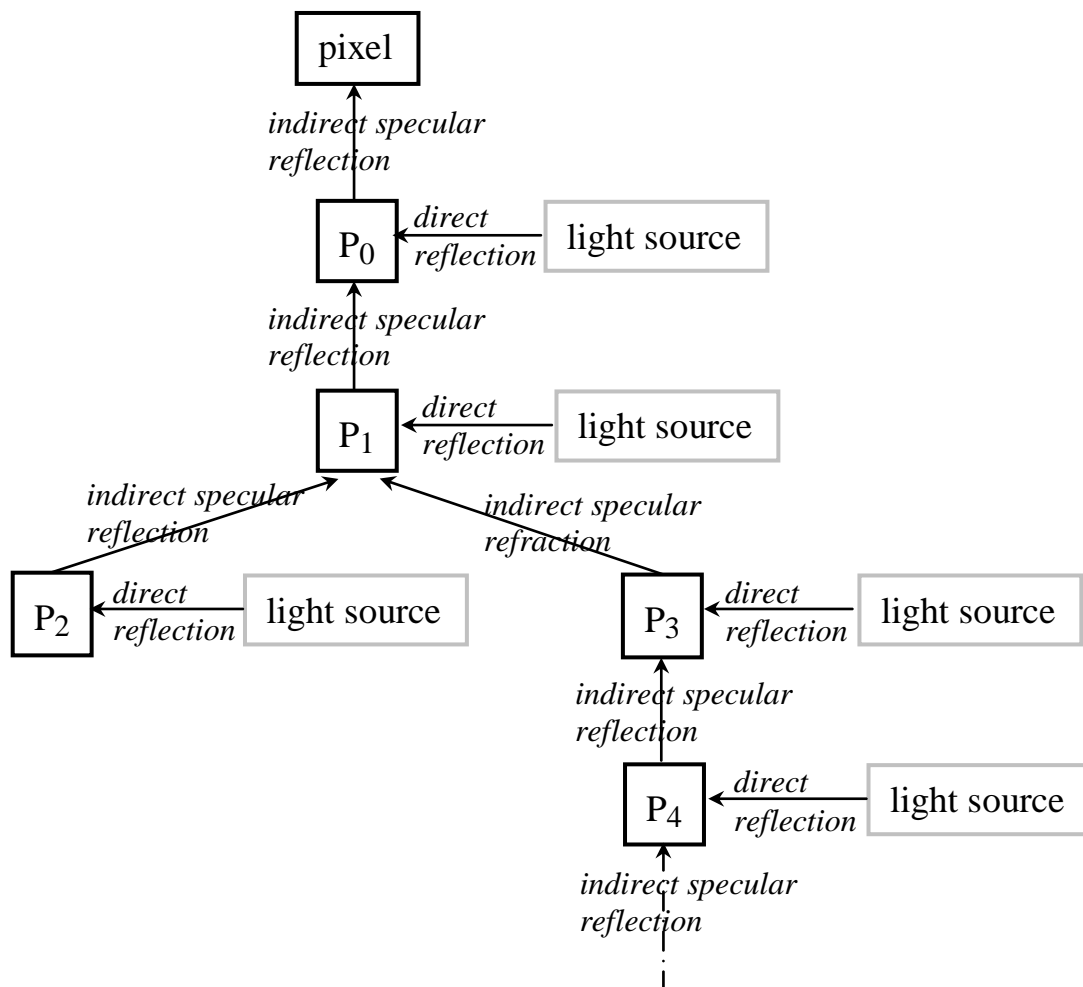 pixel
indirect specular
reflection
P0
direct
reflection
light source
indirect specular
reflection
P1
direct
reflection
light source
indirect specular
reflection
indirect specular
refraction
P2
direct
reflection
light source
P3
direct
reflection
light source
indirect specular
reflection
P4
direct
reflection
light source
indirect specular
reflection